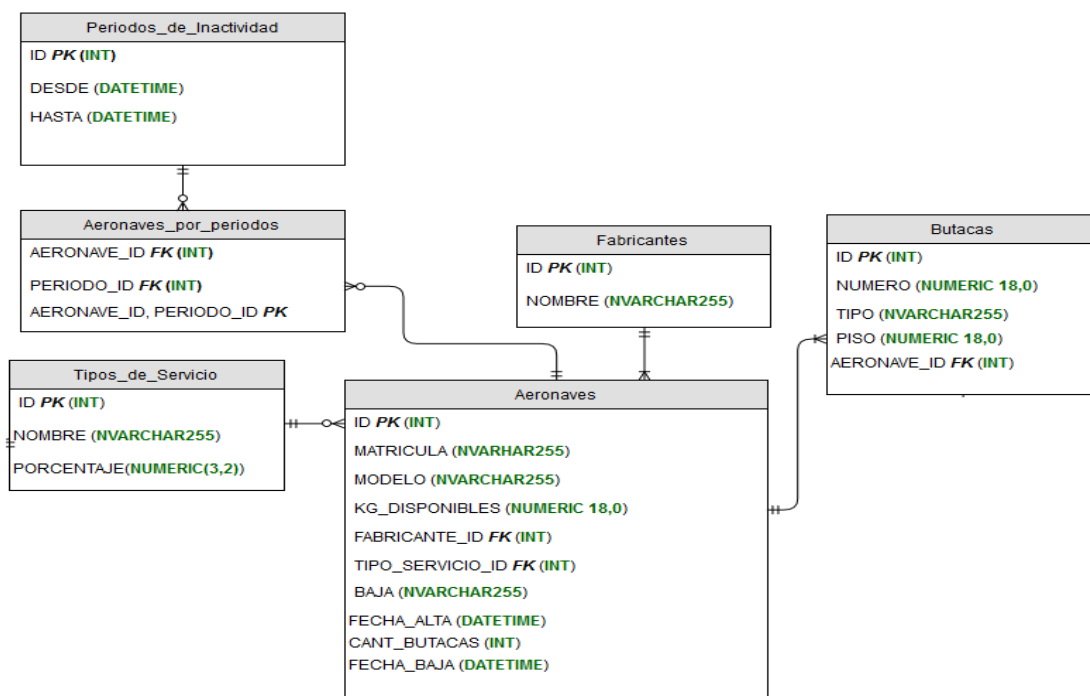 Periodos_de_Inactividad
ID PK (INT)
DESDE (DATETIME)
HASTA (DATETIME)
Aeronaves_por_periodos
AERONAVE_ID FK (INT)
PERIODO_ID FK (INT)
AERONAVE_ID, PERIODO_ID PK
Fabricantes
ID PK (INT)
NOMBRE (NVARCHAR255)
Butacas
ID PK (INT)
NUMERO (NUMERIC 18,0)
TIPO (NVARCHAR255)
PISO (NUMERIC 18,0)
AERONAVE_ID FK (INT)
Tipos_de_Servicio
ID PK (INT)
NOMBRE (NVARCHAR255)
PORCENTAJE(NUMERIC(3,2))
Aeronaves
ID PK (INT)
MATRICULA (NVARHAR255)
MODELO (NVARCHAR255)
KG_DISPONIBLES (NUMERIC 18,0)
FABRICANTE_ID FK (INT)
TIPO_SERVICIO_ID FK (INT)
BAJA (NVARCHAR255)
FECHA_ALTA (DATETIME)
CANT_BUTACAS (INT)
FECHA_BAJA (DATETIME)